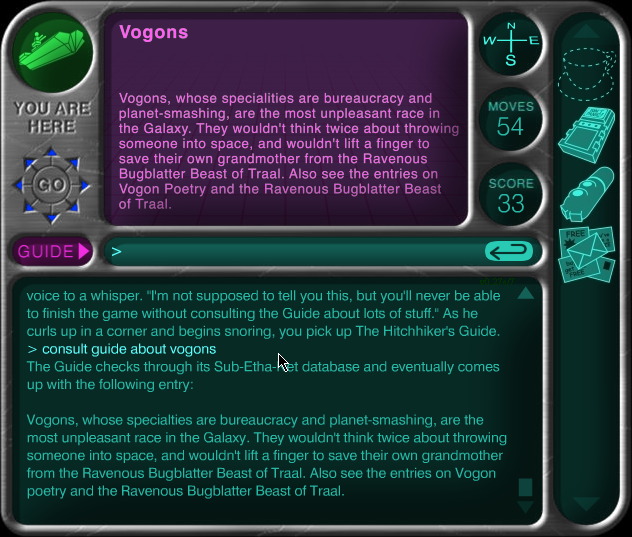 Vogons
Vogons, whose specialities are bureaucracy and
planet-smashing, are the most unpleasant race in
the Galaxy. They wouldn't think twice about throwing
someone into space, and wouldn't lift a finger to
save their own grandmother from the Ravenous
Bugblatter Beast of Traal. Also see the entries on
Vogon Poetry and the Ravenous Bugblatter Beast
of Traal.
YOU ARE
HERE
GO
N
W E
S
MOVES
54
SCORE
33
GUIDE
>
FREE
FREE
voice to a whisper. "I'm not supposed to tell you this, but you'll never be able
to finish the game without consulting the Guide about lots of stuff." As he
curls up in a corner and begins snoring, you pick up The Hitchhiker's Guide.
> consult guide about vogons
The Guide checks through its Sub-Etha-net database and eventually comes
up with the following entry:
Vogons, whose specialties are bureaucracy and planet-smashing, are the
most unpleasant race in the Galaxy. They wouldn't think twice about throwing
someone into space, and wouldn't lift a finger to save their own grandmother
from the Ravenous Bugblatter Beast of Traal. Also see the entries on Vogon
poetry and the Ravenous Bugblatter Beast of Traal.